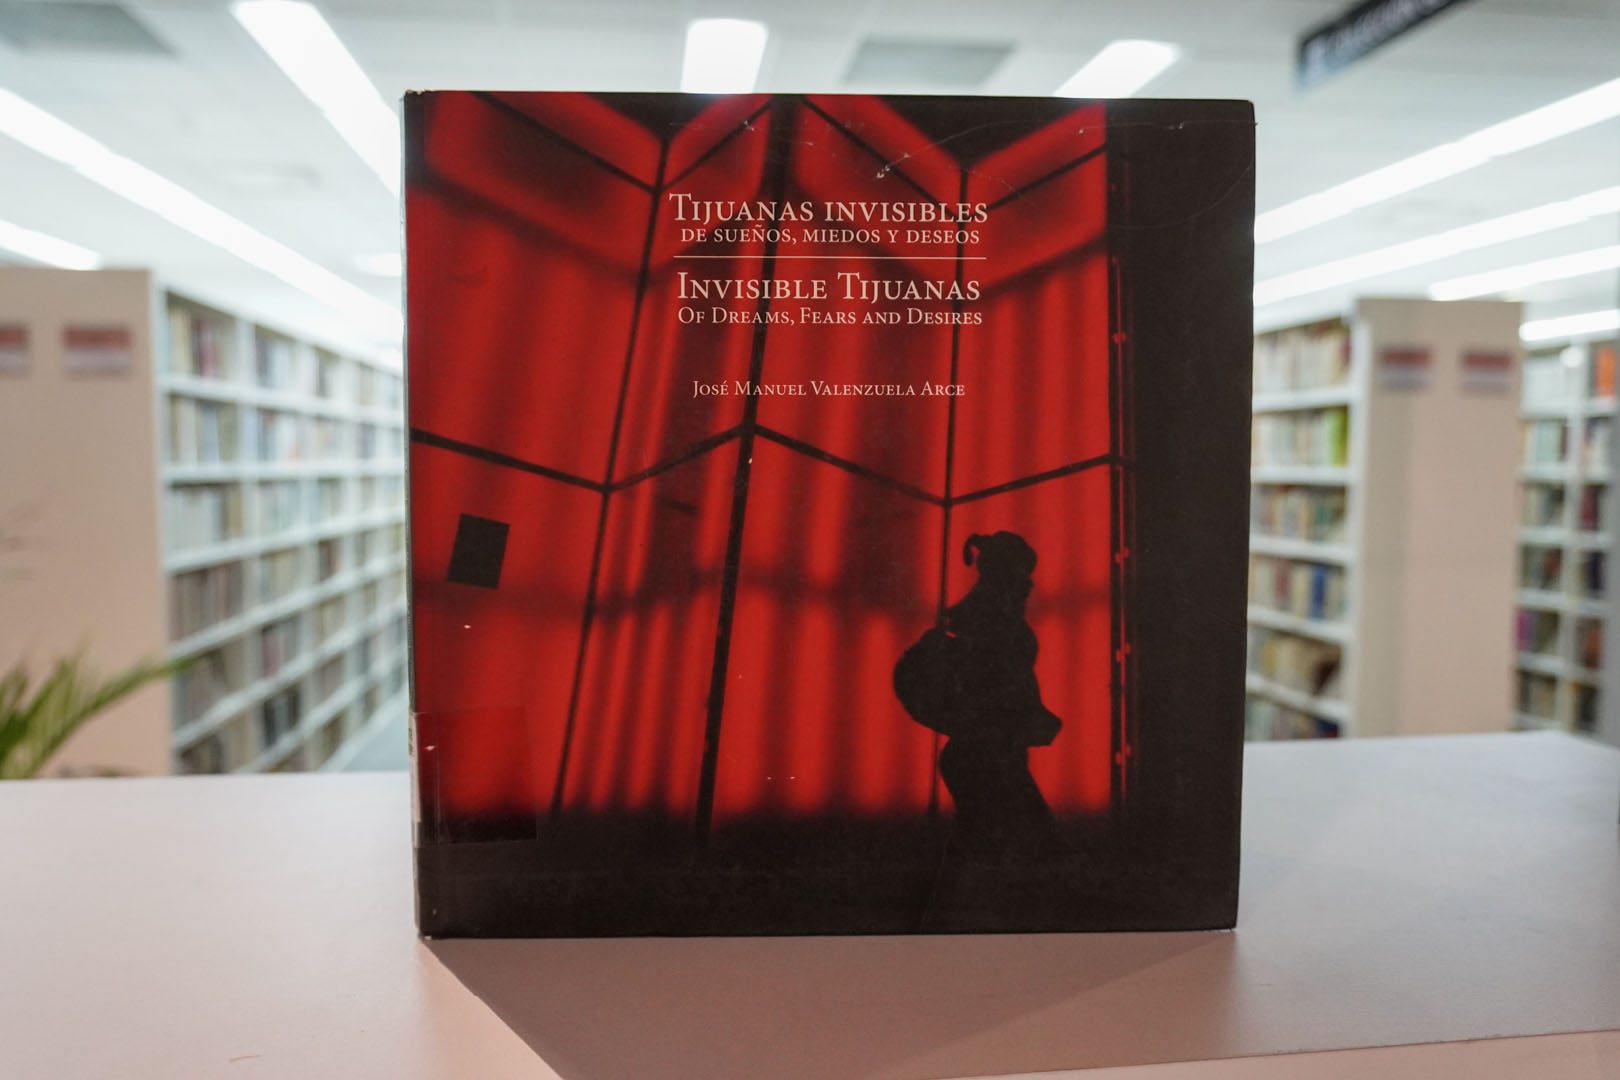 TIJUANAS INVISIBLES
DE SUEÑOS, MIEDOS Y DESEOS
INVISIBLE TIJUANAS
OF DREAMS, FEARS AND DESIRES
JOSÉ MANUEL VALENZUELA ARCE